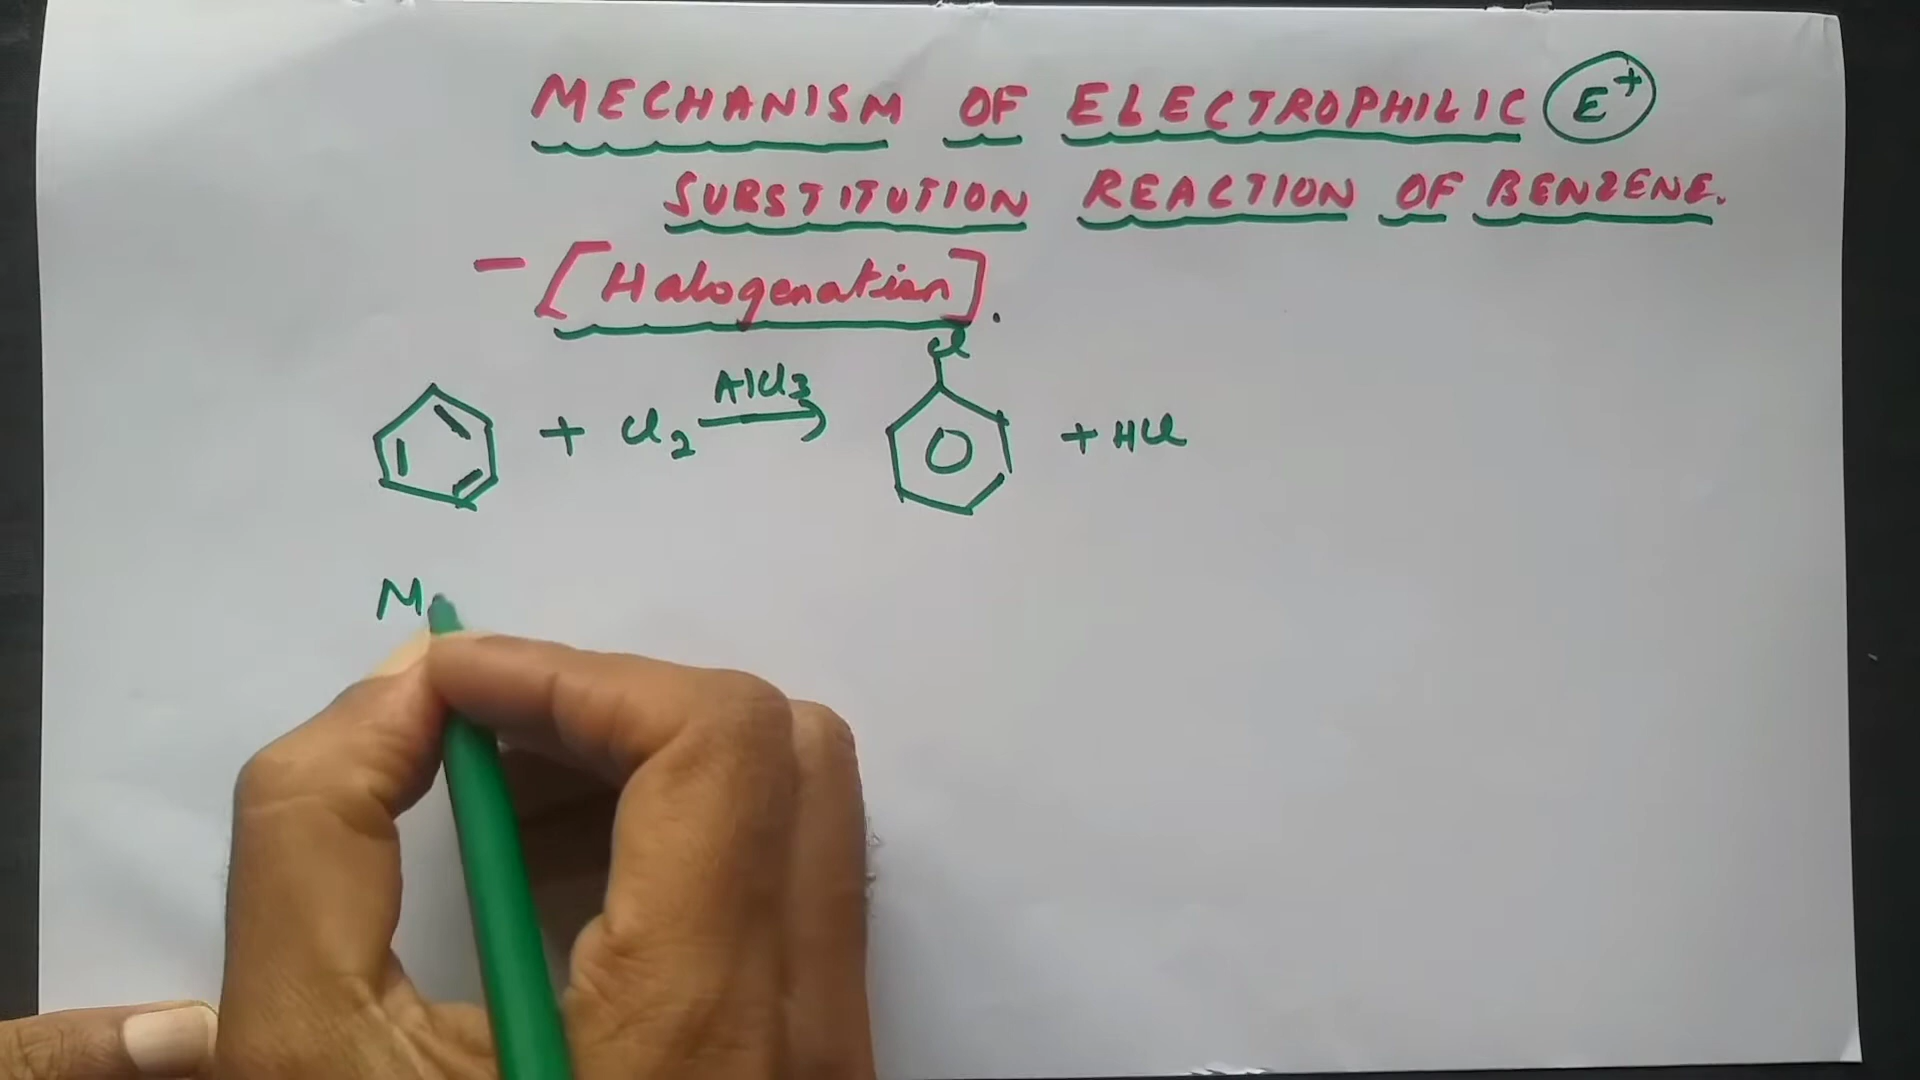 MECHANISM OF ELECTROPHILIC E+
SUBSTITUTION REACTION OF BENZENE.
- [Halogenation].
Cl
+ Cl2 AlCl3 + HCl
M